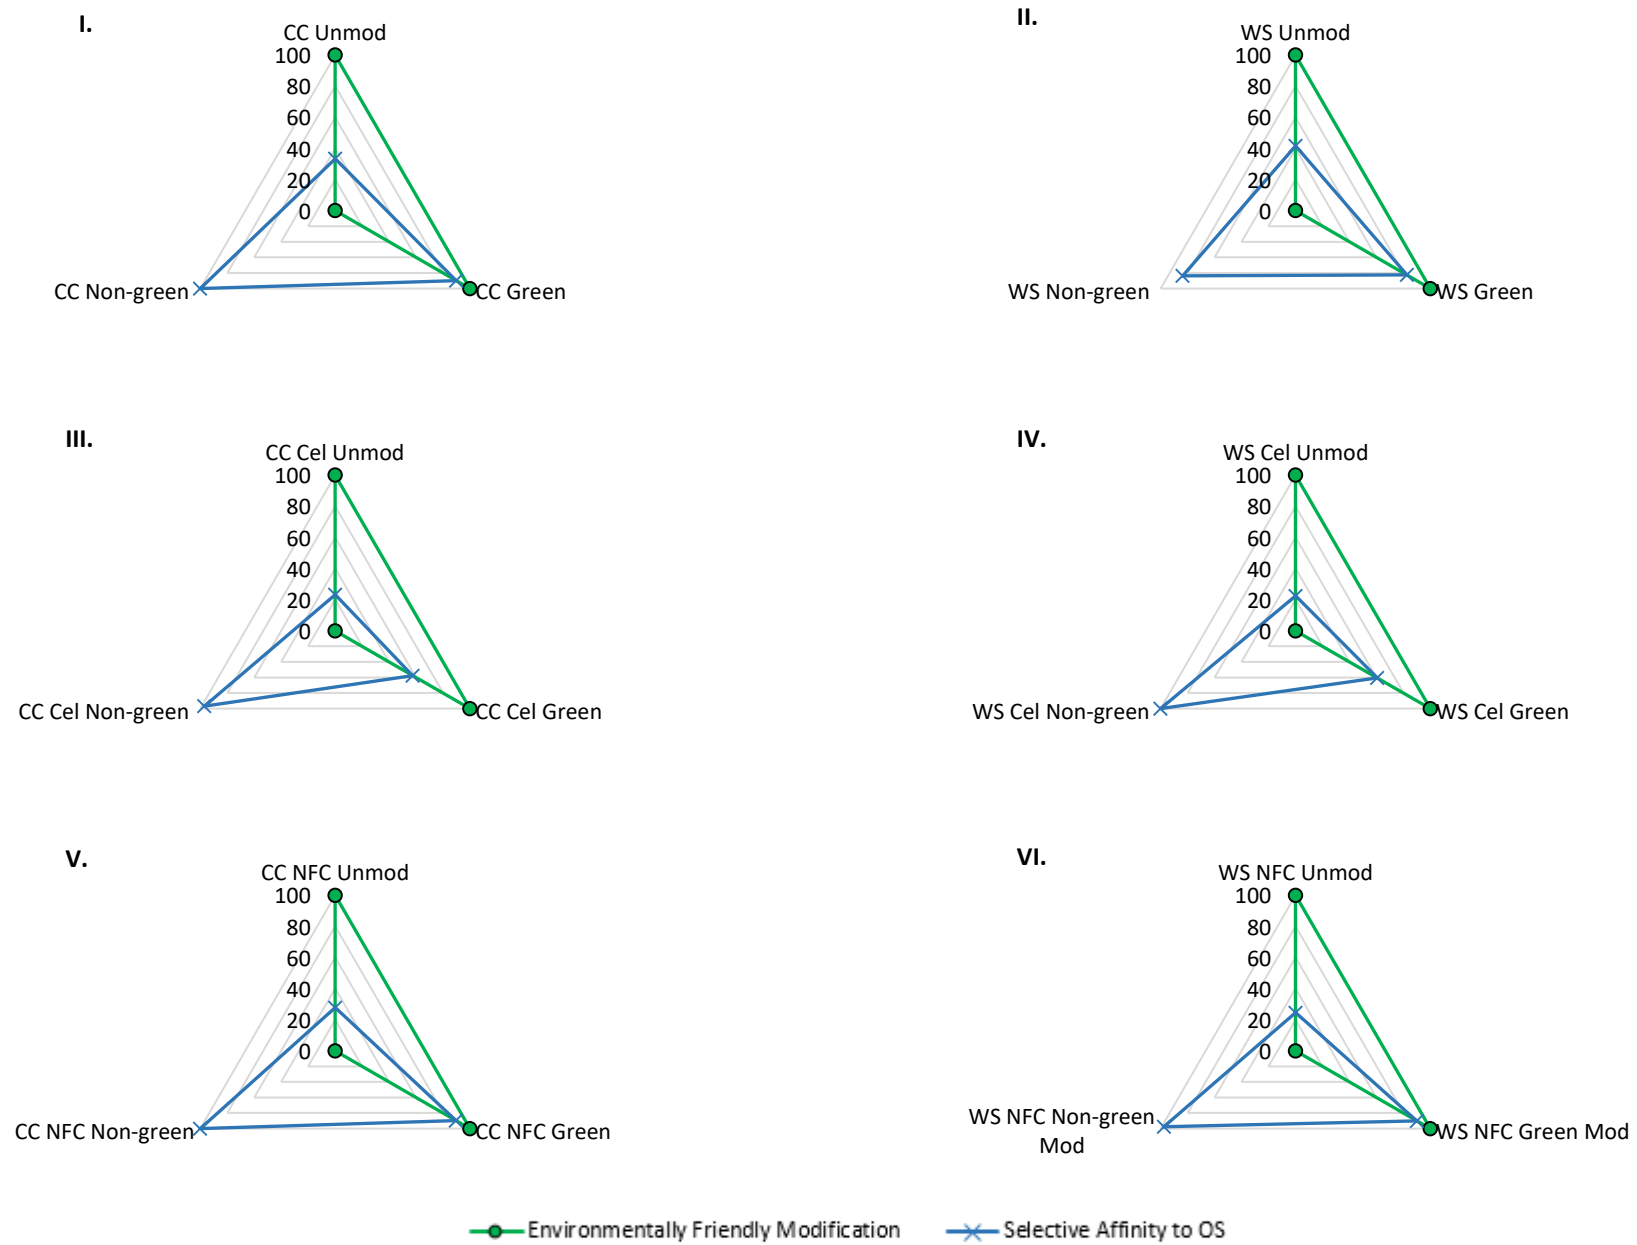 I.
CC Unmod
100
80
60
40
20
0
CC Non-green
CC Green
II.
WS Unmod
100
80
60
40
20
0
WS Non-green
WS Green
III.
CC Cel Unmod
100
80
60
40
20
0
CC Cel Non-green
CC Cel Green
IV.
WS Cel Unmod
100
80
60
40
20
0
WS Cel Non-green
WS Cel Green
V.
CC NFC Unmod
100
80
60
40
20
0
CC NFC Non-green
CC NFC Green
VI.
WS NFC Unmod
100
80
60
40
20
0
WS NFC Non-green
Mod
WS NFC Green Mod
Environmentally Friendly Modification
Selective Affinity to OS